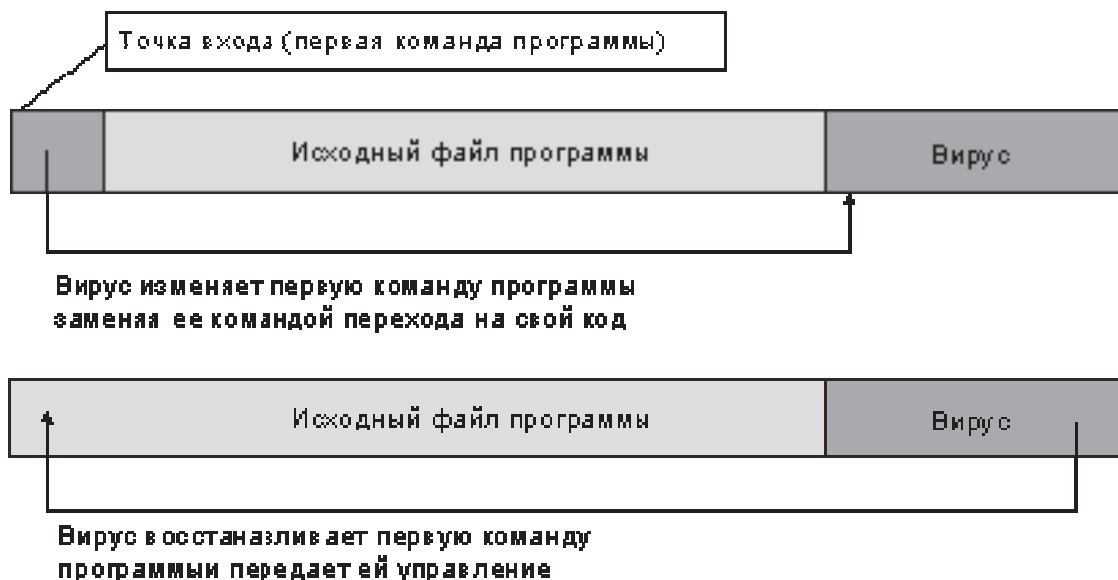 Точка входа (первая команда программы)
Исходный файл программы
Вирус
Вирус изменяет первую команду программы
заменяя ее командой перехода на свой код
Исходный файл программы
Вирус
Вирус восстанавливает первую команду
программыи передает ей управление